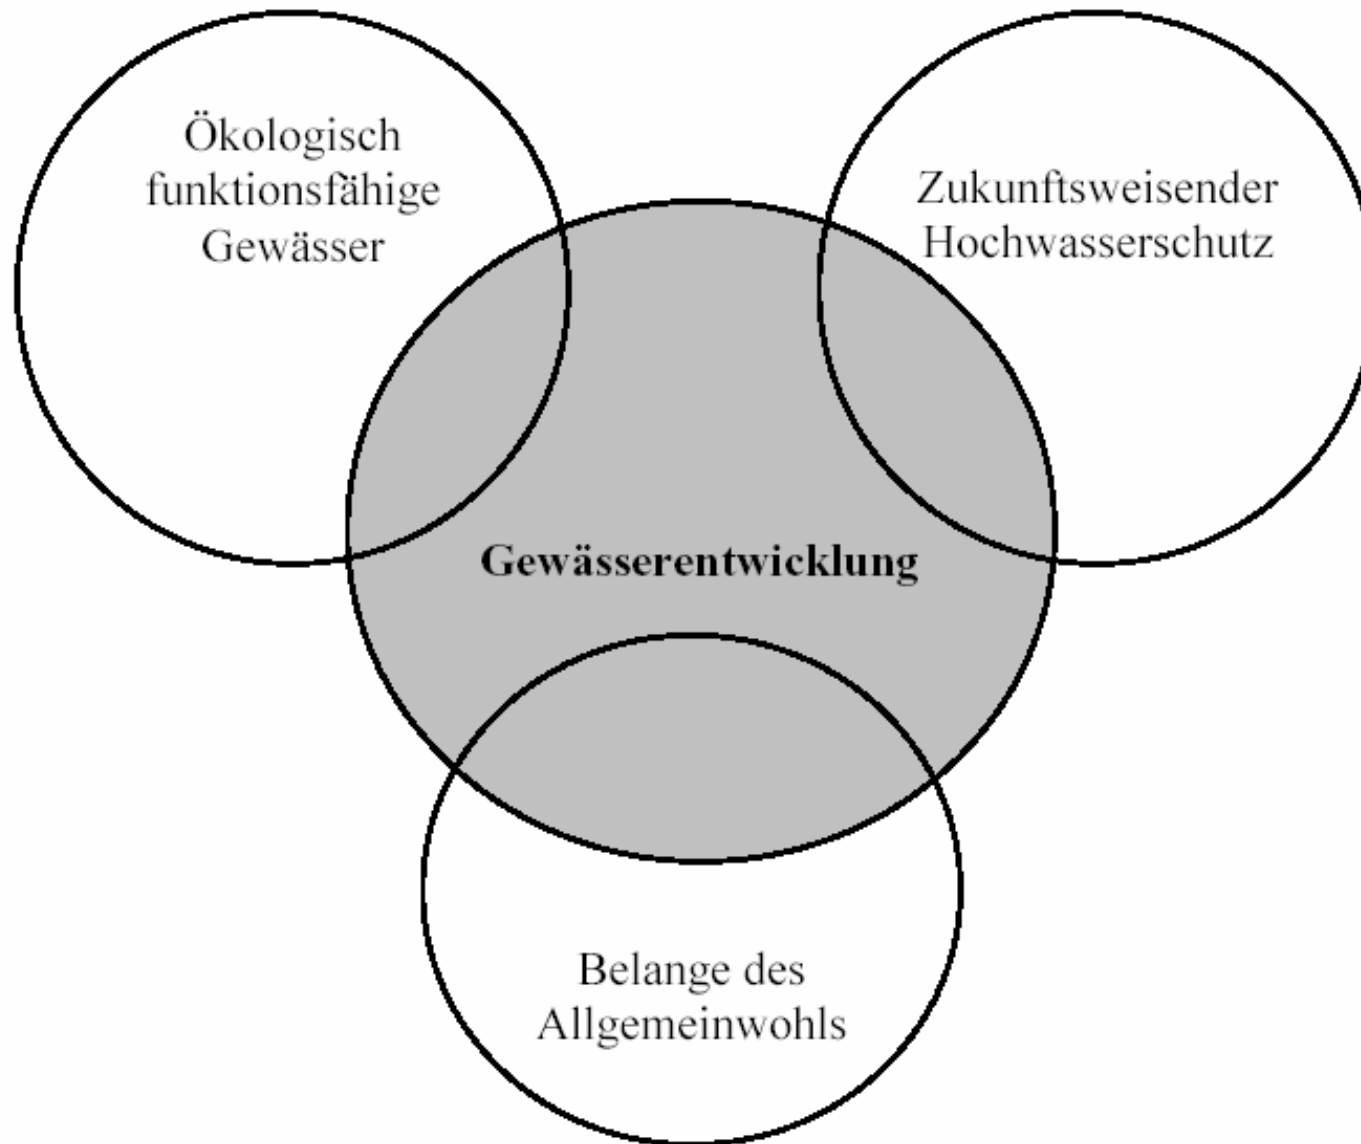 Ökologisch
funktionsfähige
Gewässer
Zukunftsweisender
Hochwasserschutz
Gewässerentwicklung
Belange des
Allgemeinwohls